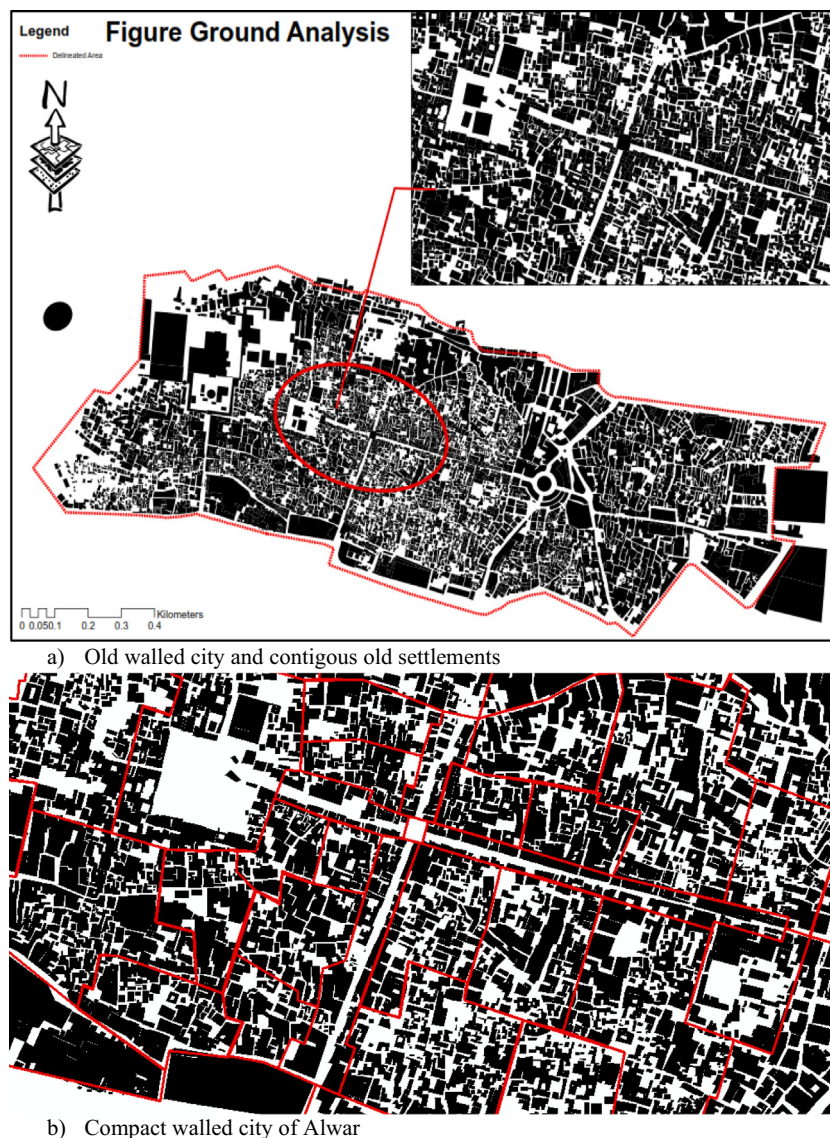 Legend
Figure Ground Analysis
Delineated Area
N
Kilometers
0 0.050.1 0.2 0.3 0.4
a) Old walled city and contigous old settlements
b) Compact walled city of Alwar